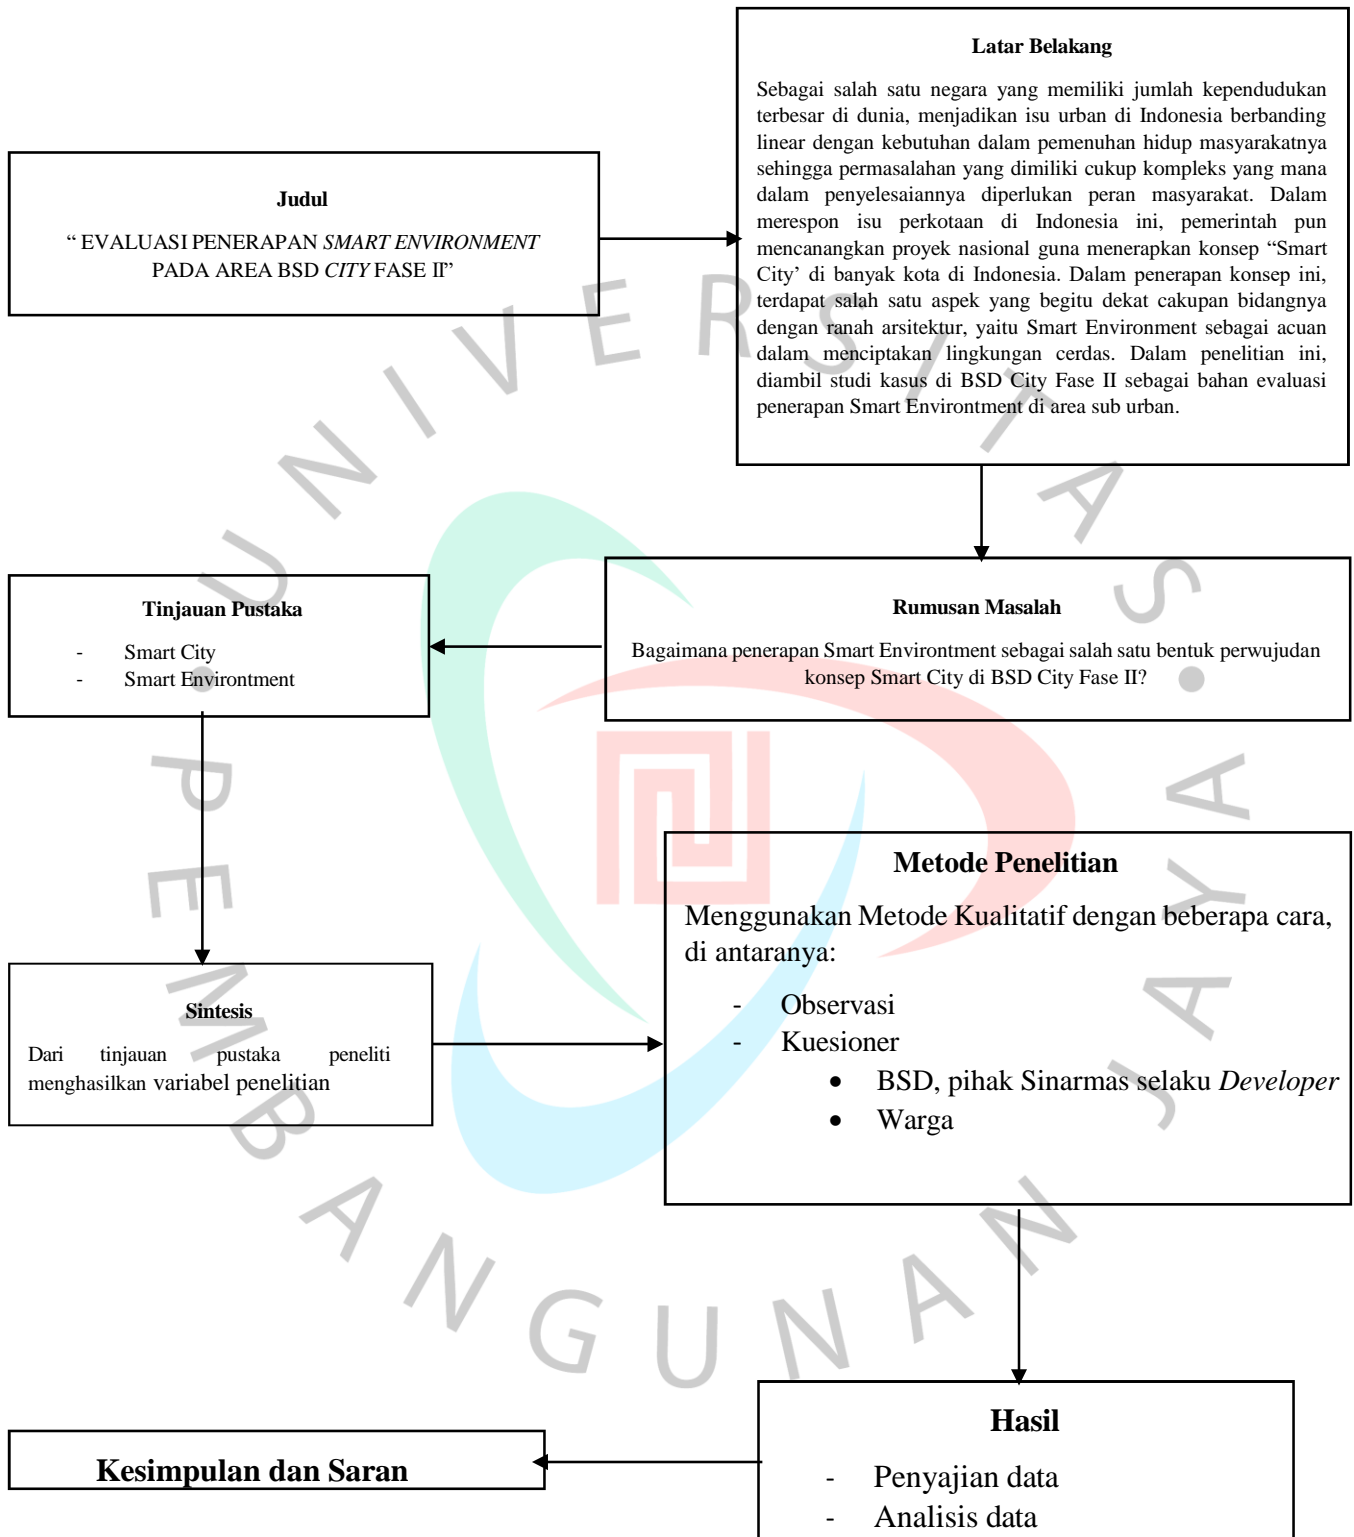 Judul
“ EVALUASI PENERAPAN SMART ENVIRONMENT
PADA AREA BSD CITY FASE II”
Latar Belakang
Sebagai salah satu negara yang memiliki jumlah kependudukan
terbesar di dunia, menjadikan isu urban di Indonesia berbanding
linear dengan kebutuhan dalam pemenuhan hidup masyarakatnya
sehingga permasalahan yang dimiliki cukup kompleks yang mana
dalam penyelesaiannya diperlukan peran masyarakat. Dalam
merespon isu perkotaan di Indonesia ini, pemerintah pun
mencanangkan proyek nasional guna menerapkan konsep “Smart
City’ di banyak kota di Indonesia. Dalam penerapan konsep ini,
terdapat salah satu aspek yang begitu dekat cakupan bidangnya
dengan ranah arsitektur, yaitu Smart Environment sebagai acuan
dalam menciptakan lingkungan cerdas. Dalam penelitian ini,
diambil studi kasus di BSD City Fase II sebagai bahan evaluasi
penerapan Smart Environtment di area sub urban.
Rumusan Masalah
Bagaimana penerapan Smart Environtment sebagai salah satu bentuk perwujudan
konsep Smart City di BSD City Fase II?
Tinjauan Pustaka
- Smart City
- Smart Environtment
Sintesis
Dari tinjauan pustaka peneliti
menghasilkan variabel penelitian
Metode Penelitian
Menggunakan Metode Kualitatif dengan beberapa cara,
di antaranya:
- Observasi
- Kuesioner
• BSD, pihak Sinarmas selaku Developer
• Warga
Hasil
- Penyajian data
- Analisis data
Kesimpulan dan Saran
UNIVERSITAS • PEMBANGUNAN JAYA •